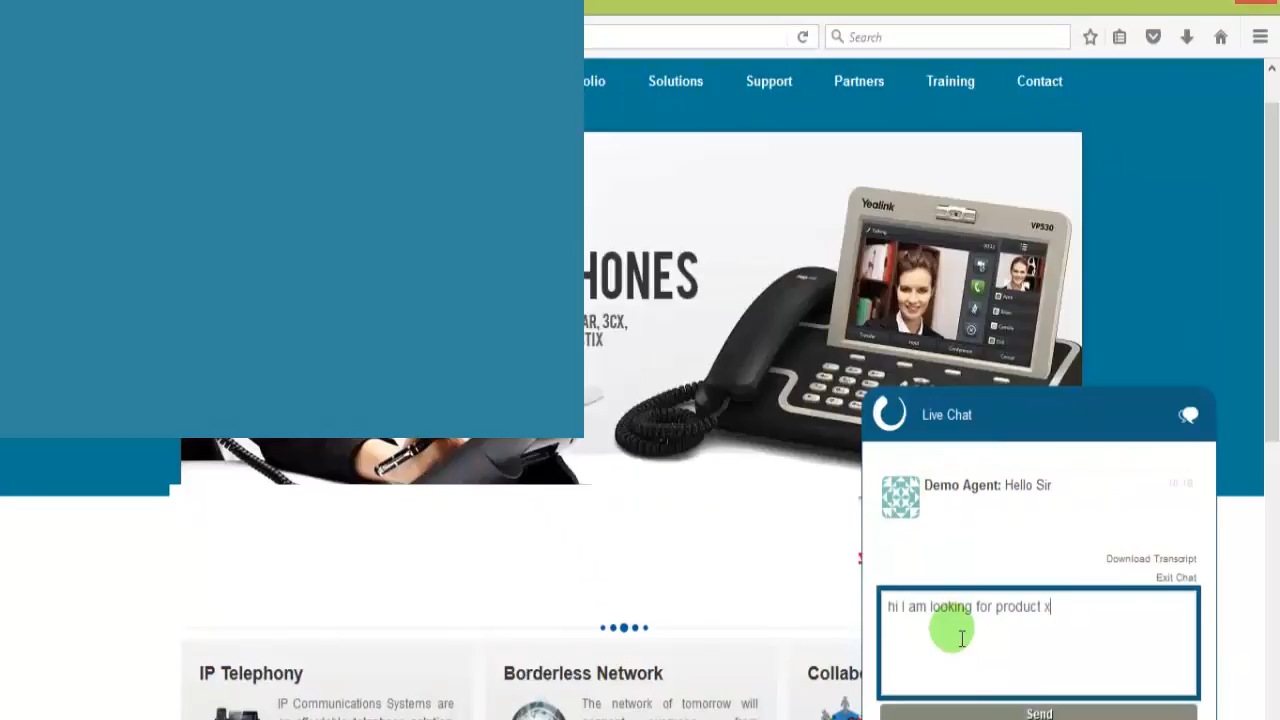 Search
olio Solutions Support Partners Training Contact
Yealink
VP530
HONES
AR, 3CX,
TIX
Live Chat
Demo Agent: Hello Sir
Download Transcript
Exit Chat
hi I am looking for product x
Send
IP Telephony
IP Communications Systems are
Borderless Network
The network of tomorrow will
Collab